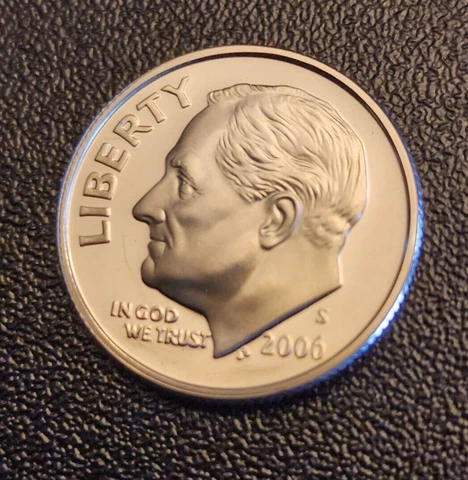 LIBERTY
IN GOD
WE TRUST
S
2006